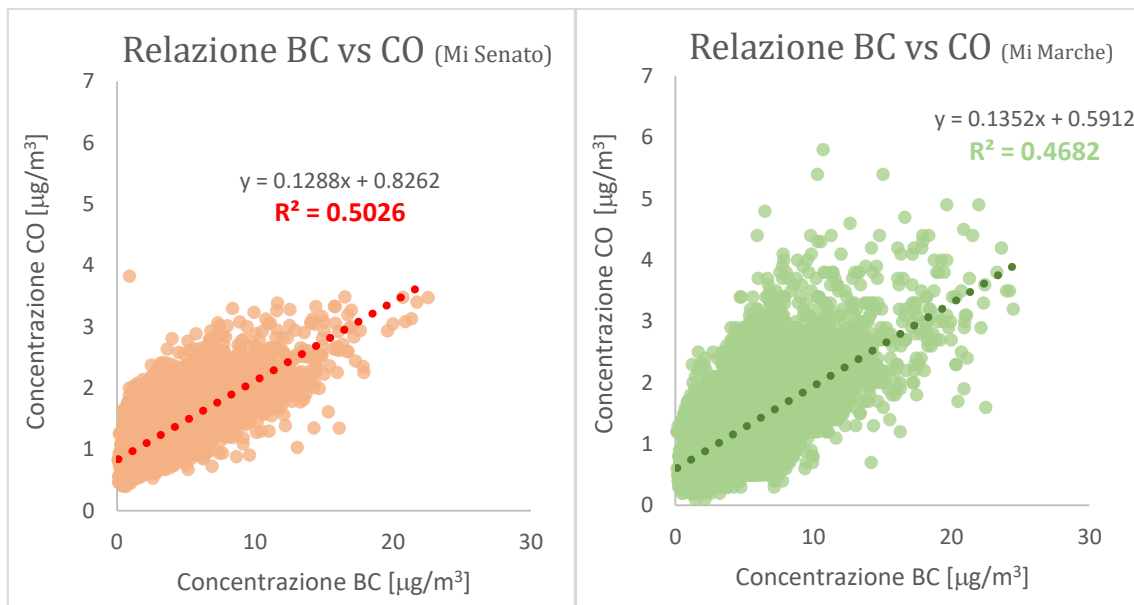 Relazione BC vs CO (Mi Senato)
7
6
5
4
3
2
1
0
Concentrazione CO [µg/m³]
y = 0.1288x + 0.8262
R² = 0.5026
0 10 20 30
Concentrazione BC [µg/m³]
Relazione BC vs CO (Mi Marche)
7
6
5
4
3
2
1
0
Concentrazione CO [µg/m³]
y = 0.1352x + 0.5912
R² = 0.4682
0 10 20 30
Concentrazione BC [µg/m³]